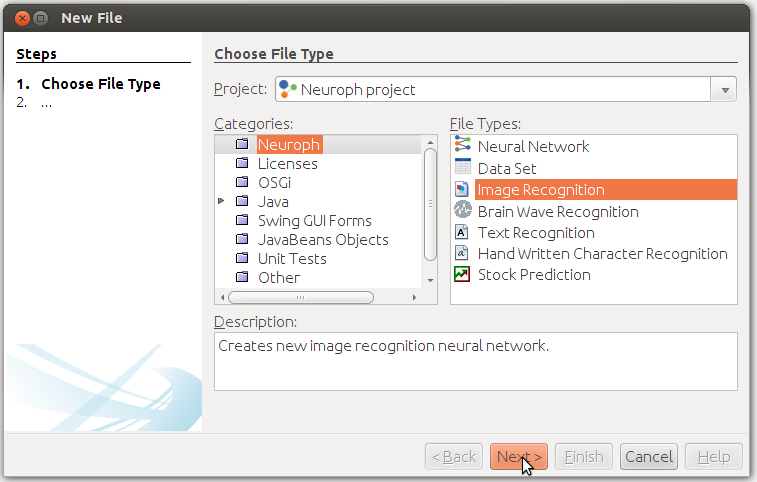 New File
Steps
1. Choose File Type
2. ...
Choose File Type
Project: Neuroph project
Categories:
Neuroph
Licenses
OSGi
Java
Swing GUI Forms
JavaBeans Objects
Unit Tests
Other
File Types:
Neural Network
Data Set
Image Recognition
Brain Wave Recognition
Text Recognition
Hand Written Character Recognition
Stock Prediction
Description:
Creates new image recognition neural network.
< Back Next > Finish Cancel Help